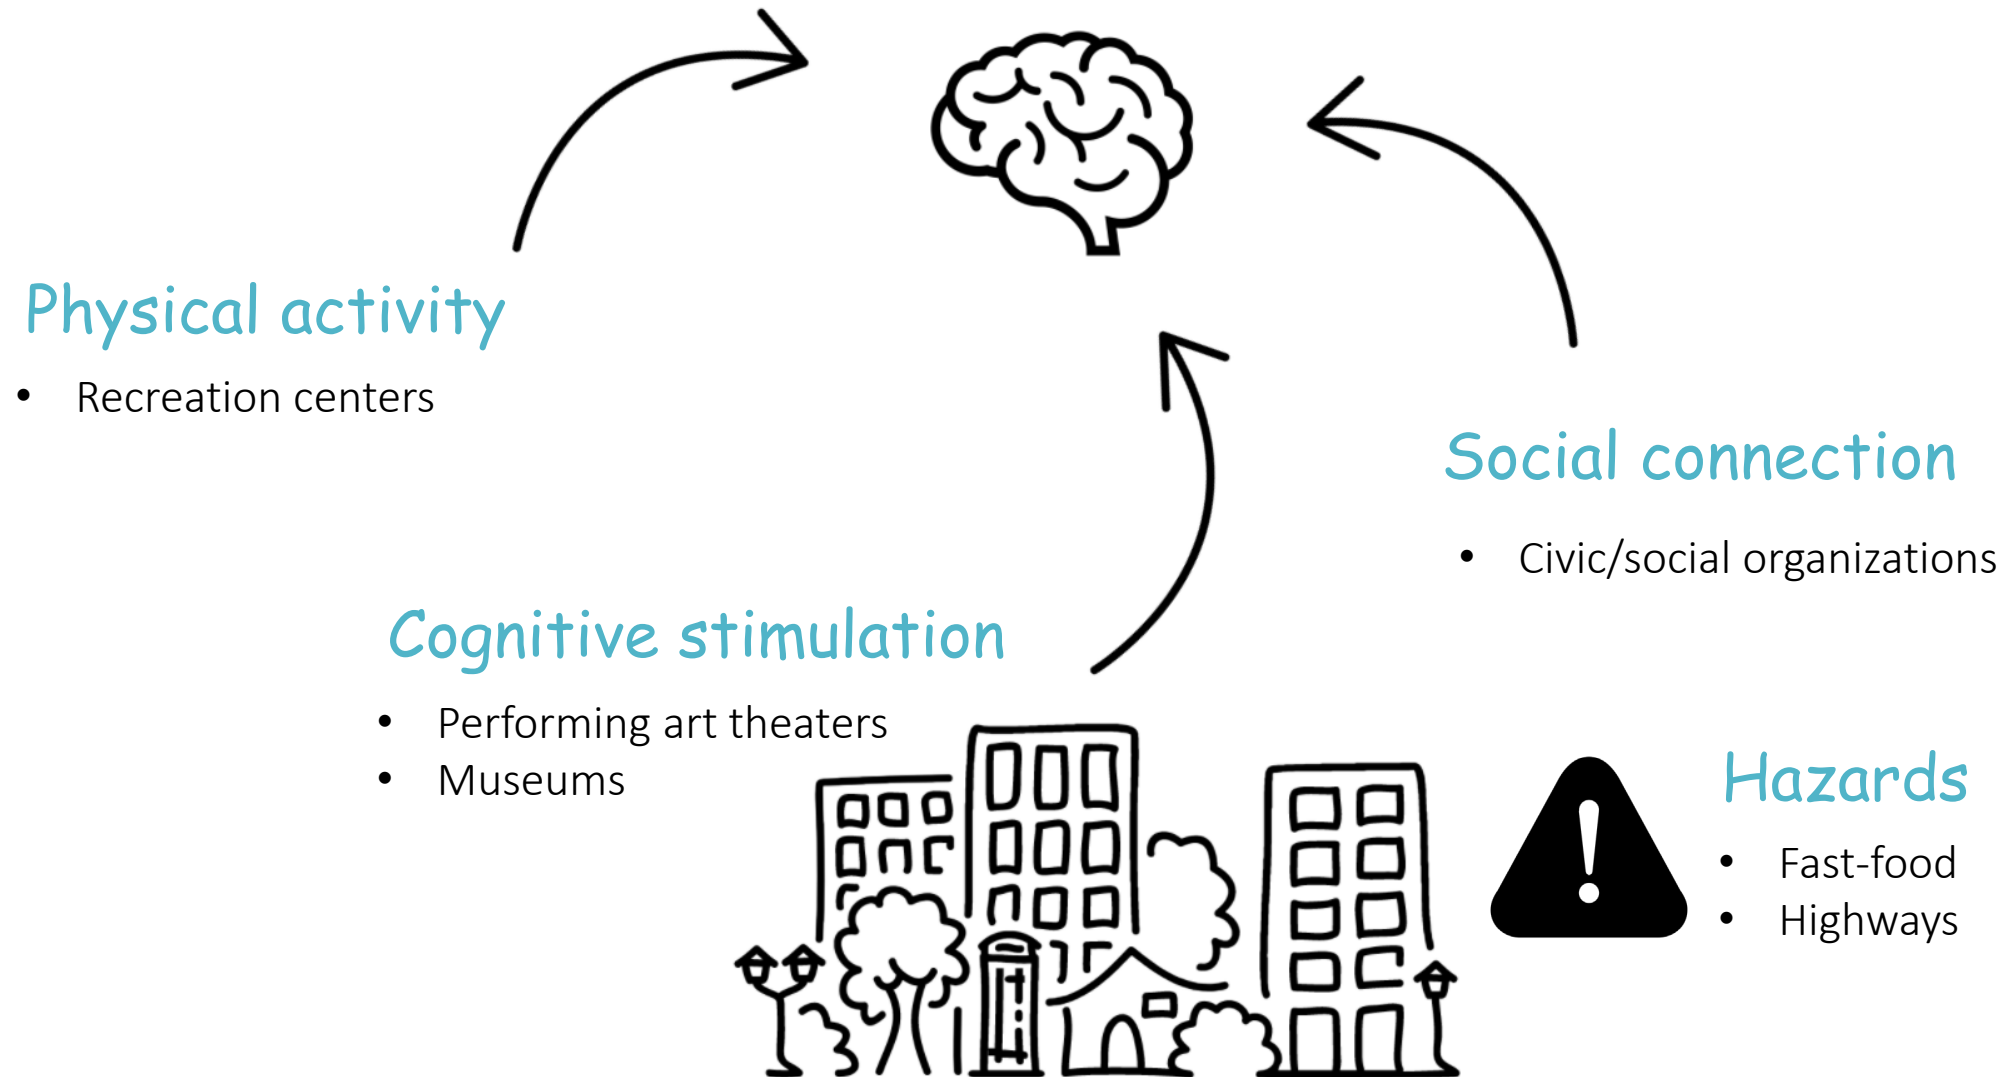 Physical activity
• Recreation centers
Social connection
• Civic/social organizations
Cognitive stimulation
• Performing art theaters
• Museums
Hazards
• Fast-food
• Highways